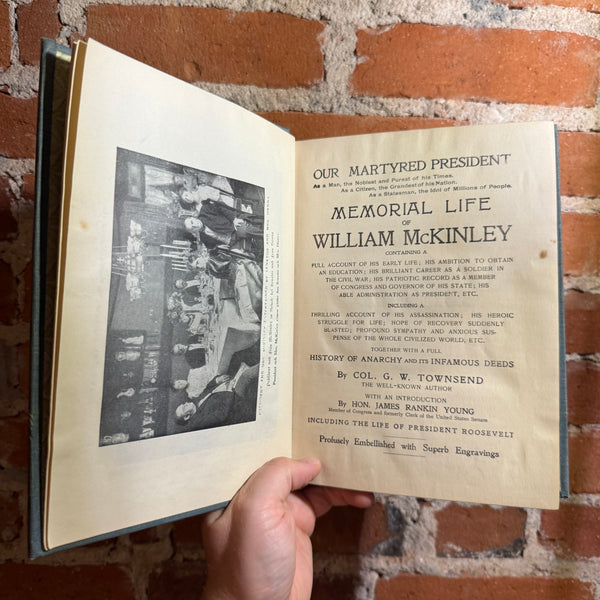 OUR MARTYRED PRESIDENT
As a Man, the Noblest and Purest of his Times.
As a Citizen, the Grandest of his Nation.
As a Statesman, the Idol of Millions of People.
MEMORIAL LIFE
OF
WILLIAM McKINLEY
CONTAINING A
FULL ACCOUNT OF HIS EARLY LIFE; HIS AMBITION TO OBTAIN
AN EDUCATION; HIS BRILLIANT CAREER AS A SOLDIER IN
THE CIVIL WAR; HIS PATRIOTIC RECORD AS A MEMBER
OF CONGRESS AND GOVERNOR OF HIS STATE; HIS
ABLE ADMINISTRATION AS PRESIDENT, ETC.
INCLUDING A
THRILLING ACCOUNT OF HIS ASSASSINATION; HIS HEROIC
STRUGGLE FOR LIFE; HOPE OF RECOVERY SUDDENLY
BLASTED; PROFOUND SYMPATHY AND ANXIOUS SUS-
PENSE OF THE WHOLE CIVILIZED WORLD, ETC.
TOGETHER WITH A FULL
HISTORY OF ANARCHY AND ITS INFAMOUS DEEDS
By COL. G. W. TOWNSEND
THE WELL-KNOWN AUTHOR
WITH AN INTRODUCTION
By HON. JAMES RANKIN YOUNG
Member of Congress and formerly Clerk of the United States Senate
INCLUDING THE LIFE OF PRESIDENT ROOSEVELT
Profusely Embellished with Superb Engravings